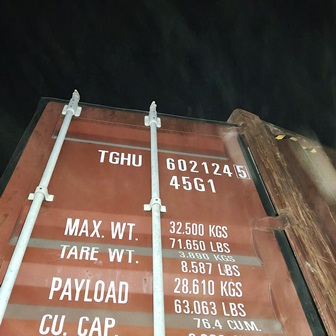 TGHU 602124 5
45G1
MAX. WT. 32.500 KGS
71.650 LBS
TARE WT. 3.890 KGS
8.587 LBS
PAYLOAD 28.610 KGS
63.063 LBS
CU. CAP. 76.4 CU.M.